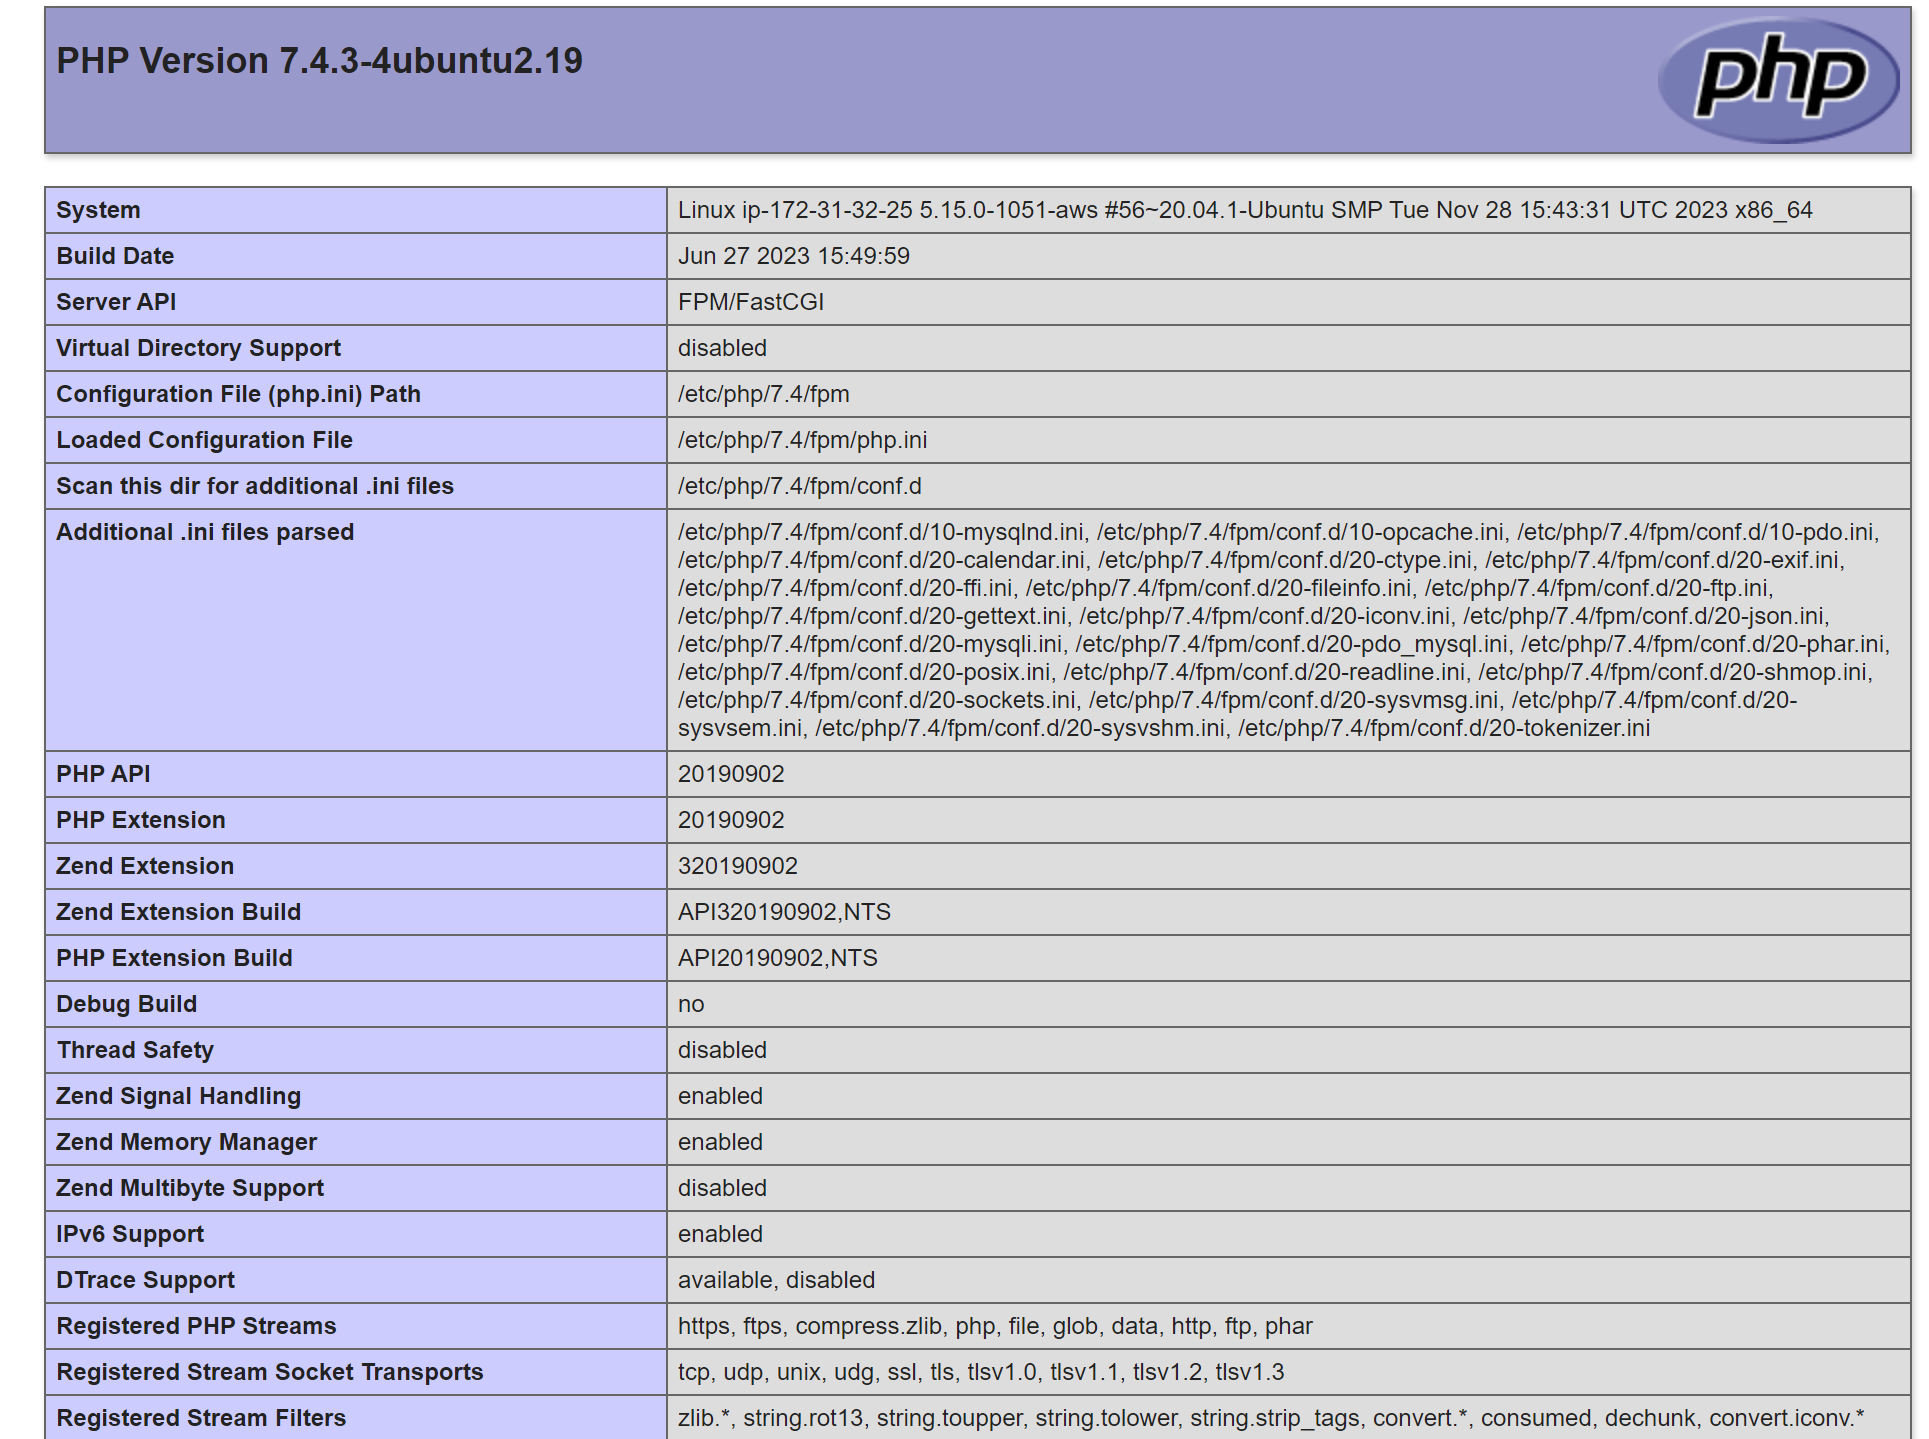 PHP Version 7.4.3-4ubuntu2.19
php
System Linux ip-172-31-32-25 5.15.0-1051-aws #56~20.04.1-Ubuntu SMP Tue Nov 28 15:43:31 UTC 2023 x86_64
Build Date Jun 27 2023 15:49:59
Server API FPM/FastCGI
Virtual Directory Support disabled
Configuration File (php.ini) Path /etc/php/7.4/fpm
Loaded Configuration File /etc/php/7.4/fpm/php.ini
Scan this dir for additional .ini files /etc/php/7.4/fpm/conf.d
Additional .ini files parsed /etc/php/7.4/fpm/conf.d/10-mysqlnd.ini, /etc/php/7.4/fpm/conf.d/10-opcache.ini, /etc/php/7.4/fpm/conf.d/10-pdo.ini,
/etc/php/7.4/fpm/conf.d/20-calendar.ini, /etc/php/7.4/fpm/conf.d/20-ctype.ini, /etc/php/7.4/fpm/conf.d/20-exif.ini,
/etc/php/7.4/fpm/conf.d/20-ffi.ini, /etc/php/7.4/fpm/conf.d/20-fileinfo.ini, /etc/php/7.4/fpm/conf.d/20-ftp.ini,
/etc/php/7.4/fpm/conf.d/20-gettext.ini, /etc/php/7.4/fpm/conf.d/20-iconv.ini, /etc/php/7.4/fpm/conf.d/20-json.ini,
/etc/php/7.4/fpm/conf.d/20-mysqli.ini, /etc/php/7.4/fpm/conf.d/20-pdo_mysql.ini, /etc/php/7.4/fpm/conf.d/20-phar.ini,
/etc/php/7.4/fpm/conf.d/20-posix.ini, /etc/php/7.4/fpm/conf.d/20-readline.ini, /etc/php/7.4/fpm/conf.d/20-shmop.ini,
/etc/php/7.4/fpm/conf.d/20-sockets.ini, /etc/php/7.4/fpm/conf.d/20-sysvmsg.ini, /etc/php/7.4/fpm/conf.d/20-
sysvsem.ini, /etc/php/7.4/fpm/conf.d/20-sysvshm.ini, /etc/php/7.4/fpm/conf.d/20-tokenizer.ini
PHP API 20190902
PHP Extension 20190902
Zend Extension 320190902
Zend Extension Build API320190902,NTS
PHP Extension Build API20190902,NTS
Debug Build no
Thread Safety disabled
Zend Signal Handling enabled
Zend Memory Manager enabled
Zend Multibyte Support disabled
IPv6 Support enabled
DTrace Support available, disabled
Registered PHP Streams https, ftps, compress.zlib, php, file, glob, data, http, ftp, phar
Registered Stream Socket Transports tcp, udp, unix, udg, ssl, tls, tlsv1.0, tlsv1.1, tlsv1.2, tlsv1.3
Registered Stream Filters zlib.*, string.rot13, string.toupper, string.tolower, string.strip_tags, convert.*, consumed, dechunk, convert.iconv.*